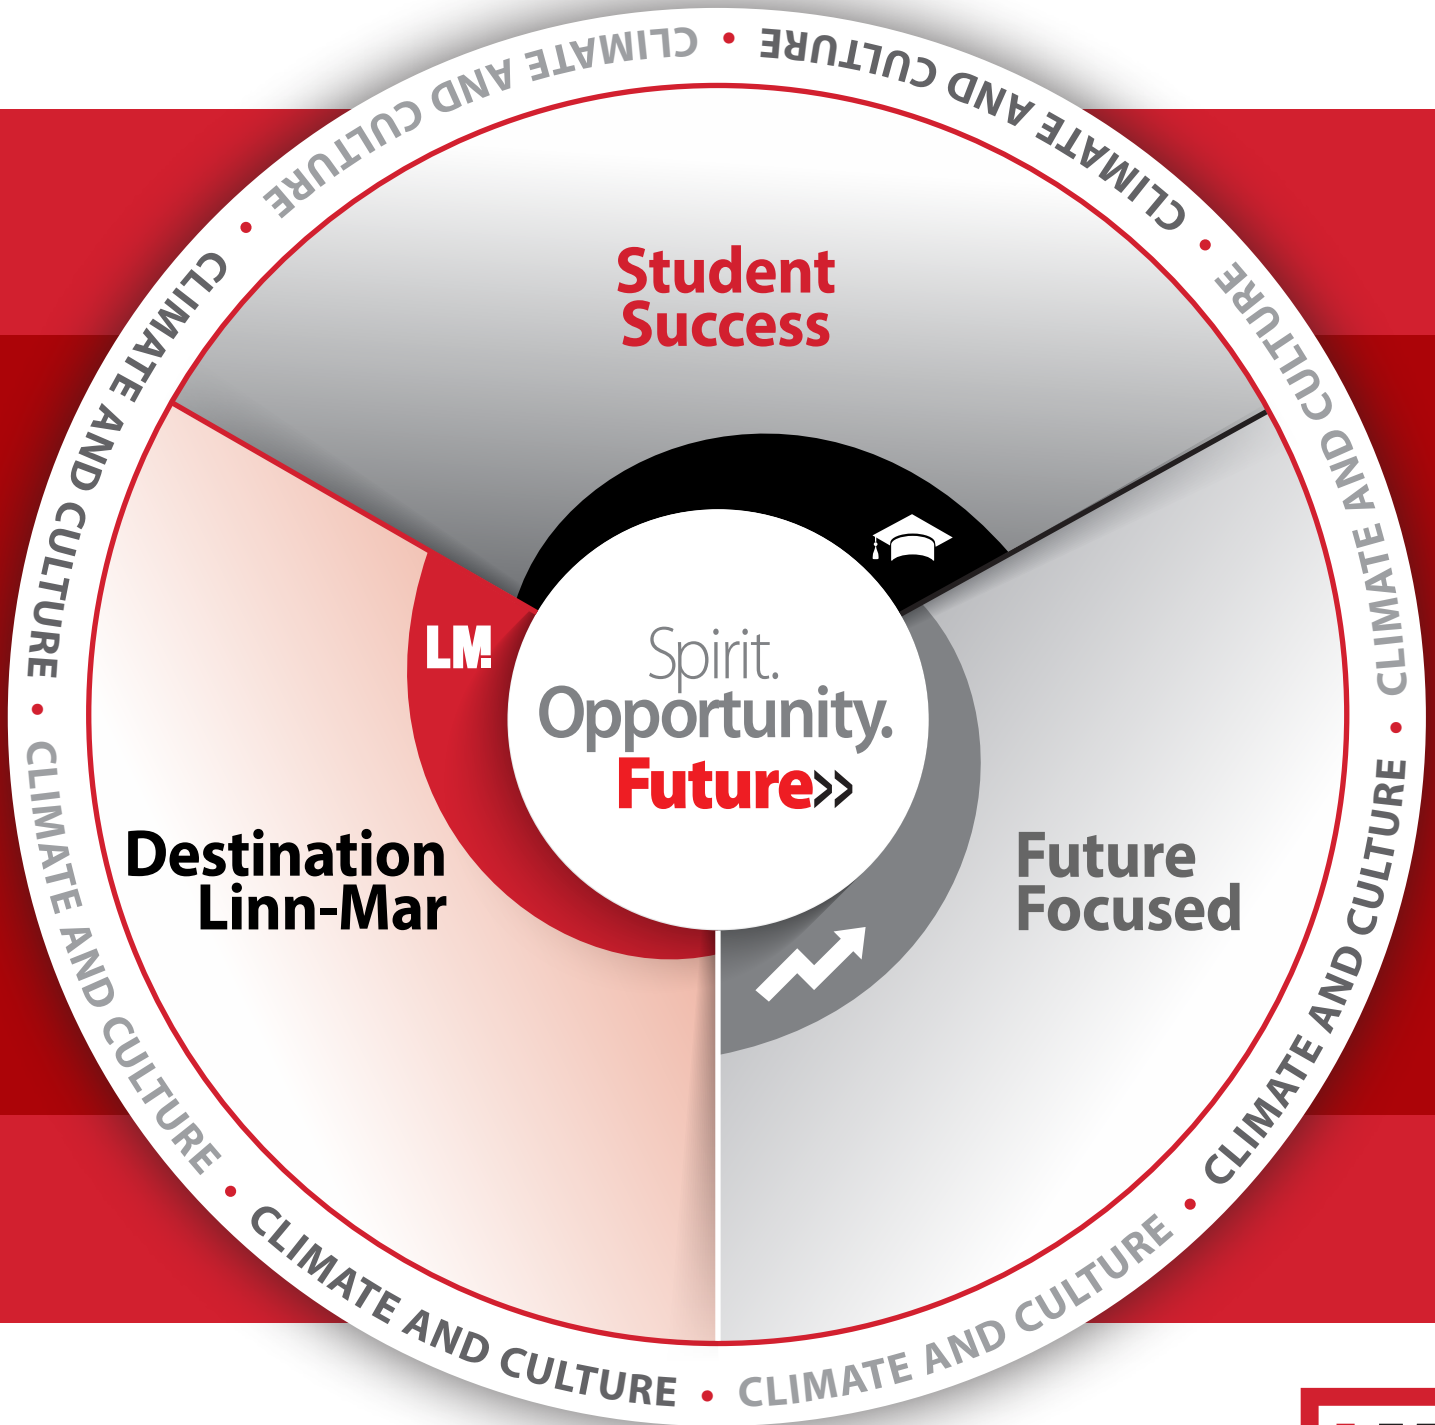 CLIMATE AND CULTURE • CLIMATE AND CULTURE • CLIMATE AND CULTURE • CLIMATE AND CULTURE • CLIMATE AND CULTURE • CLIMATE AND CULTURE • CLIMATE AND CULTURE • CLIMATE AND CULTURE •
Student
Success
LM
Spirit.
Opportunity.
Future>>
Destination
Linn-Mar
Future
Focused